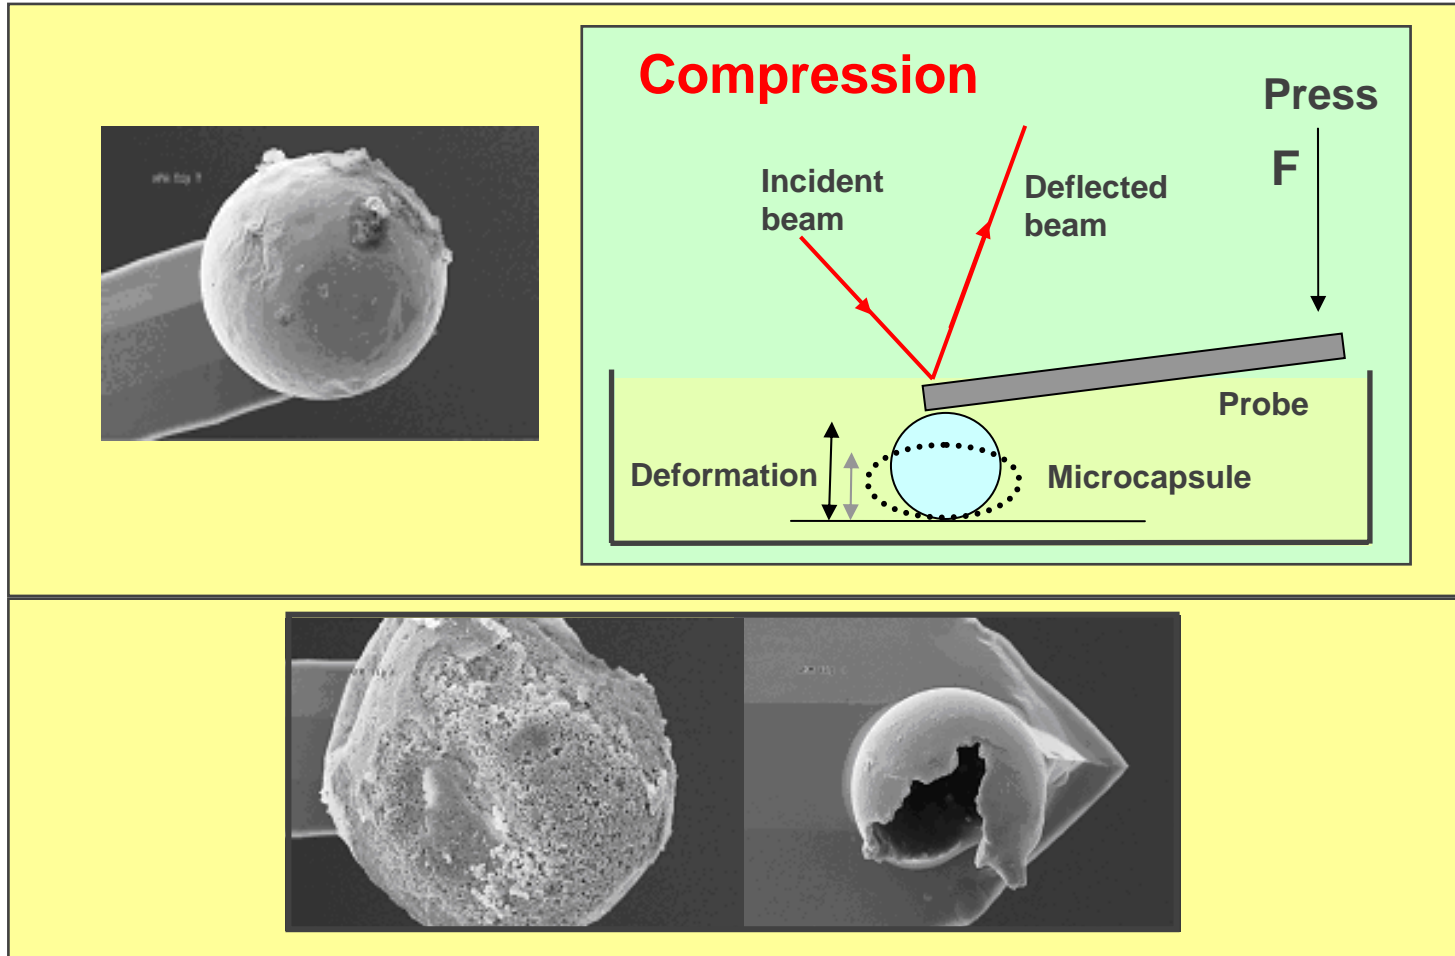 Compression
Press
F
Incident
beam
Deflected
beam
Probe
Deformation
Microcapsule